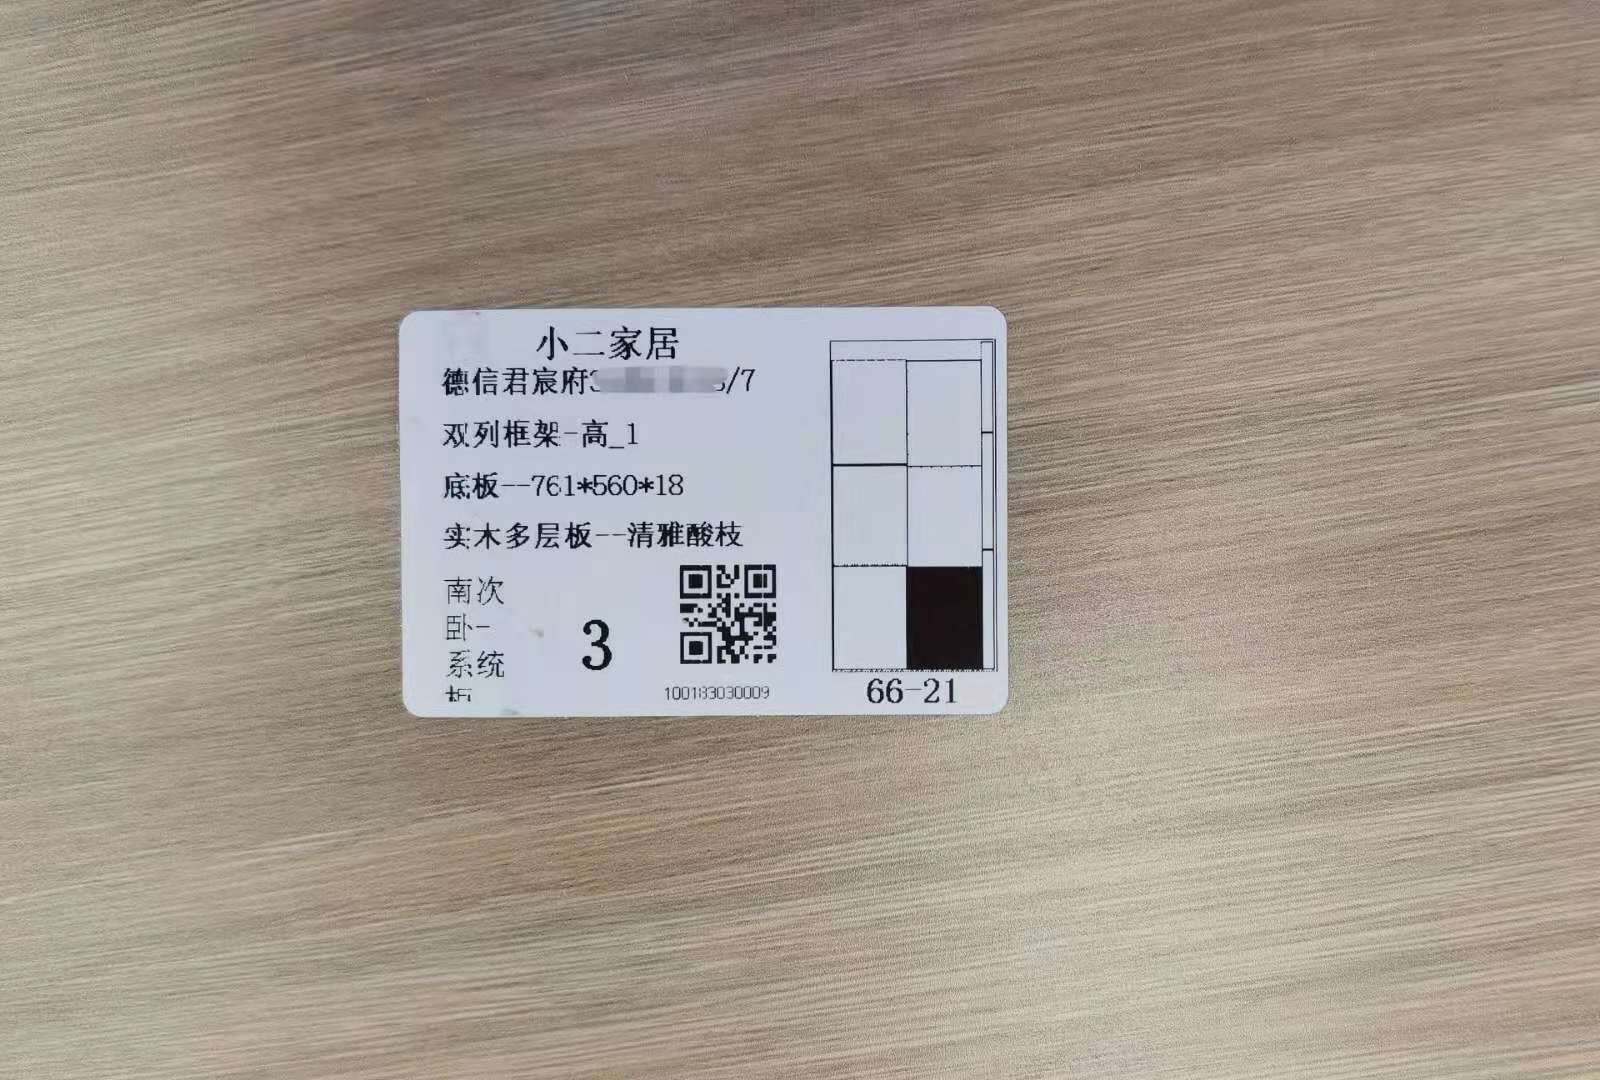 小二家居
德信君宸府3 /7
双列框架-高_1
底板--761*560*18
实木多层板--清雅酸枝
南次
卧-
系统
板
3
100183030009
66-21